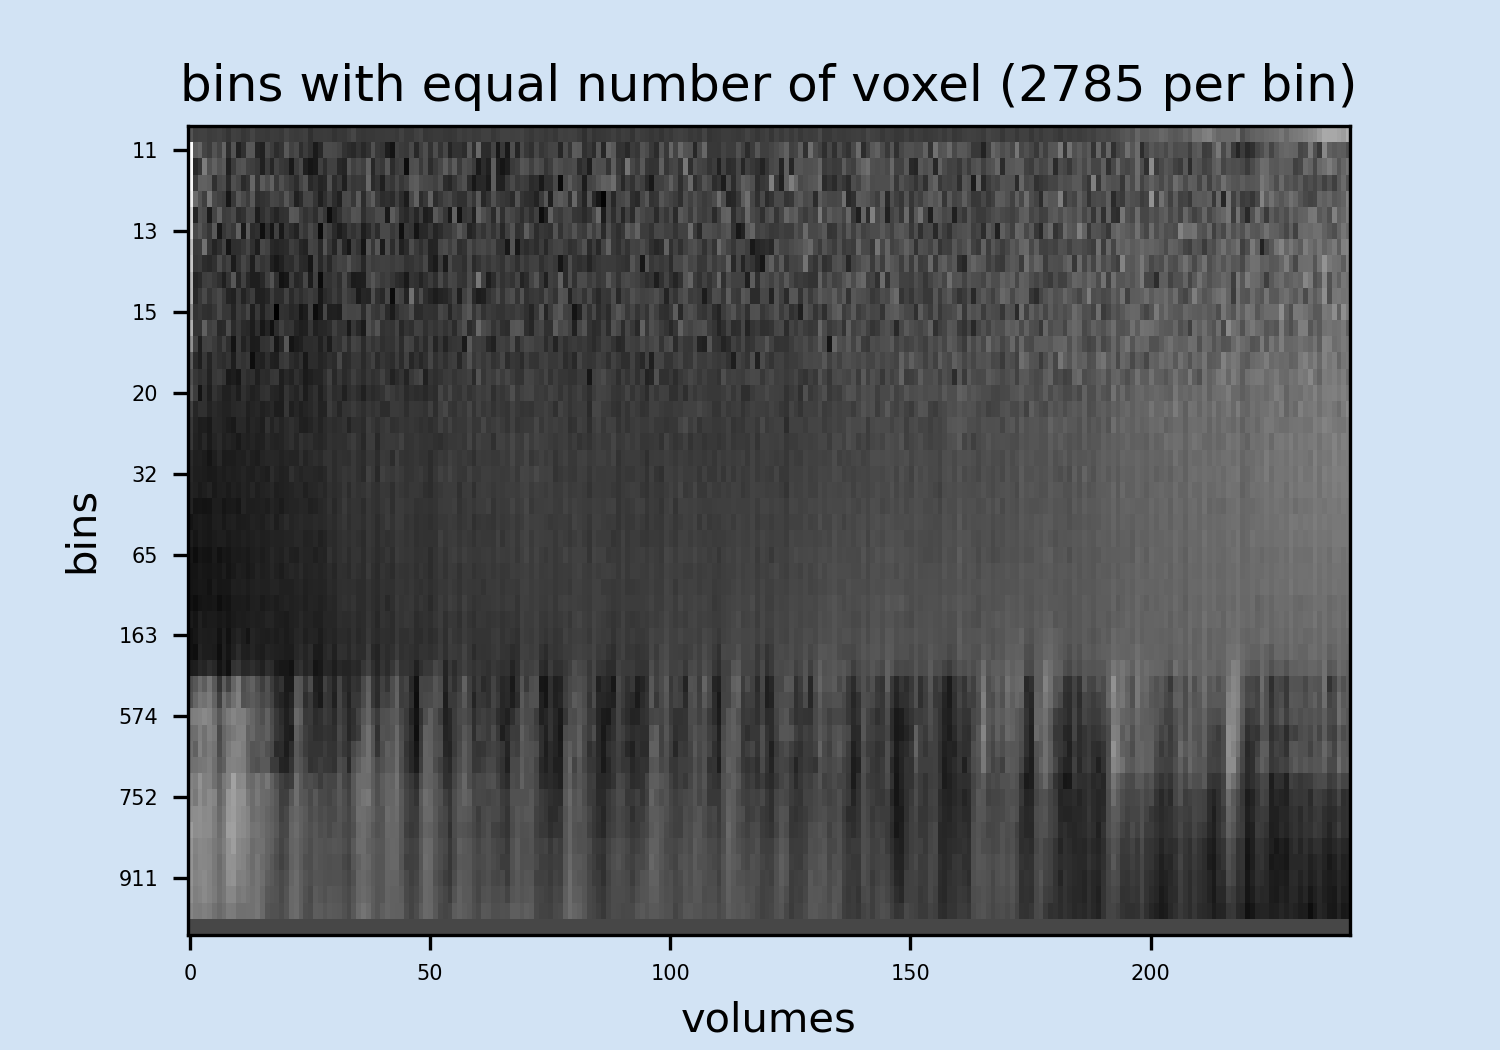 bins with equal number of voxel (2785 per bin)
11
13
15
20
32
65
163
574
752
911
bins
0 50 100 150 200
volumes